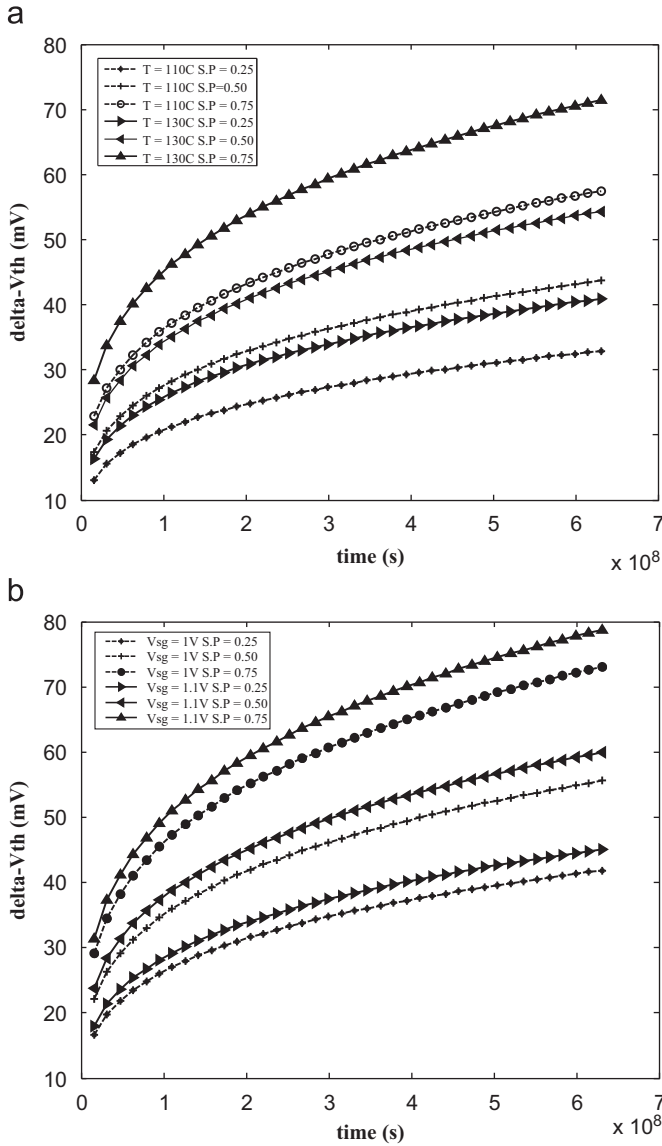 a
80
70
60
50
40
30
20
10
delta-Vth (mV)
T = 110C S.P = 0.25
T = 110C S.P=0.50
T = 110C S.P = 0.75
T = 130C S.P = 0.25
T = 130C S.P = 0.50
T = 130C S.P = 0.75
0 1 2 3 4 5 6 7
time (s)
x 10⁸
b
80
70
60
50
40
30
20
10
delta-Vth (mV)
Vsg = 1V S.P = 0.25
Vsg = 1V S.P = 0.50
Vsg = 1V S.P = 0.75
Vsg = 1.1V S.P = 0.25
Vsg = 1.1V S.P = 0.50
Vsg = 1.1V S.P = 0.75
0 1 2 3 4 5 6 7
time (s)
x 10⁸